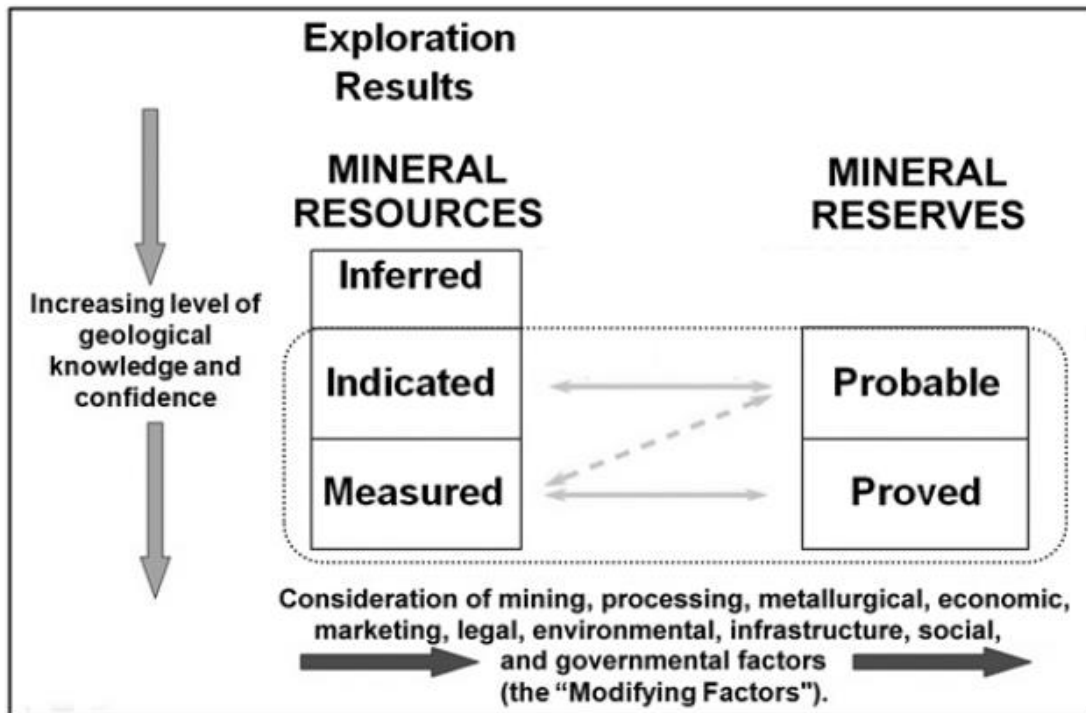 Exploration
Results
MINERAL
RESOURCES
MINERAL
RESERVES
Inferred
Increasing level of
geological
knowledge and
confidence
Indicated
Probable
Measured
Proved
Consideration of mining, processing, metallurgical, economic,
marketing, legal, environmental, infrastructure, social,
and governmental factors
(the “Modifying Factors").